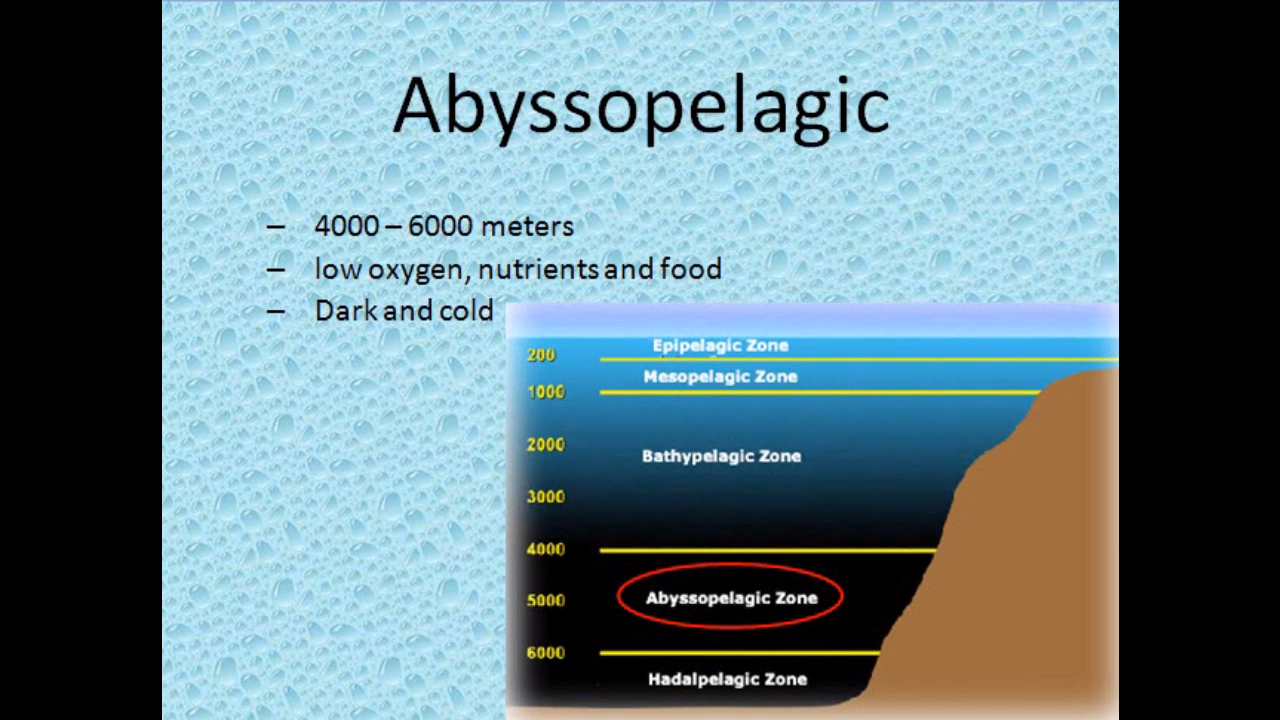 Abyssopelagic
– 4000 – 6000 meters
– low oxygen, nutrients and food
– Dark and cold
Epipelagic Zone
200
Mesopelagic Zone
1000
2000
Bathypelagic Zone
3000
4000
Abyssopelagic Zone
5000
6000
Hadalpelagic Zone